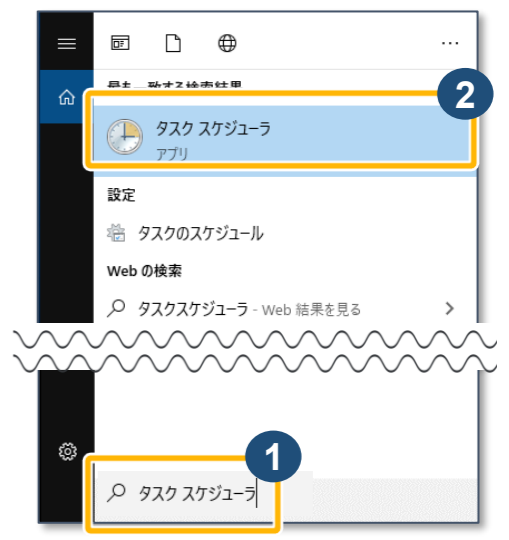 最も一致する検索結果
2
タスク スケジューラ
アプリ
設定
タスクのスケジュール
Web の検索
タスクスケジューラ - Web 結果を見る
1
タスク スケジューラ